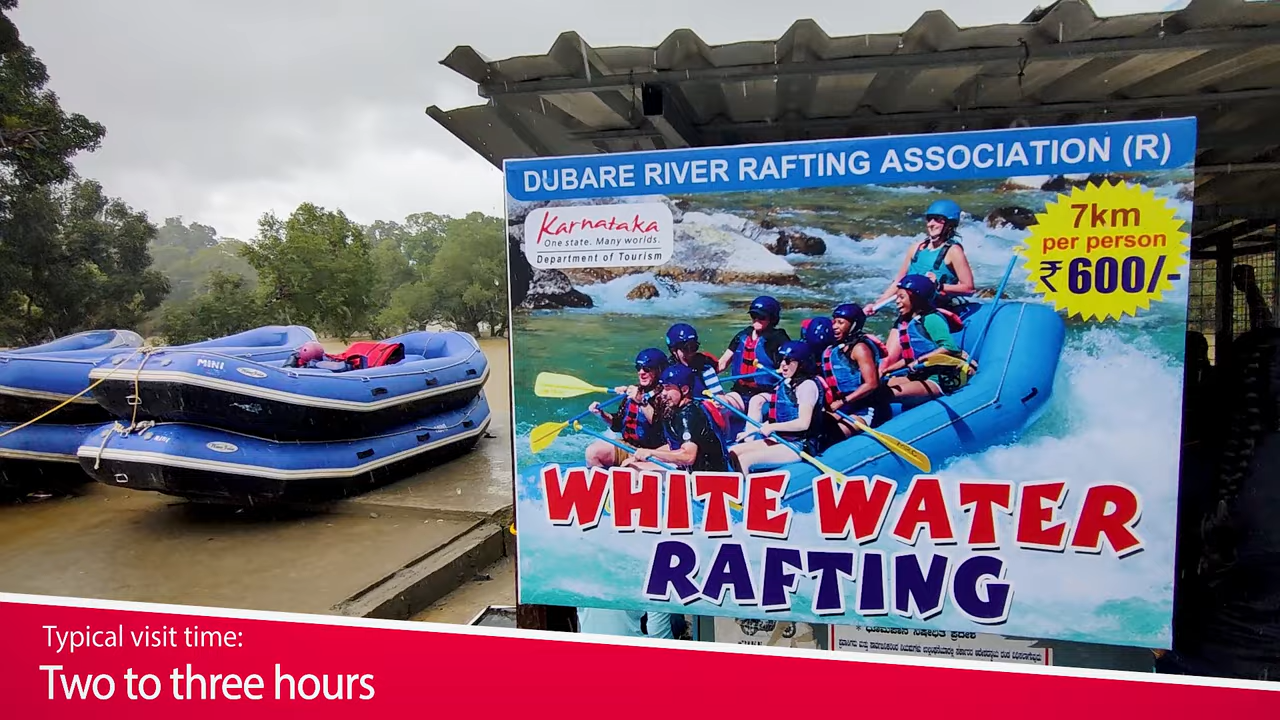 DUBARE RIVER RAFTING ASSOCIATION (R)
Karnataka
One state. Many worlds.
Department of Tourism
7km
per person
₹600/-
MINI
WHITE WATER
RAFTING
Typical visit time:
Two to three hours